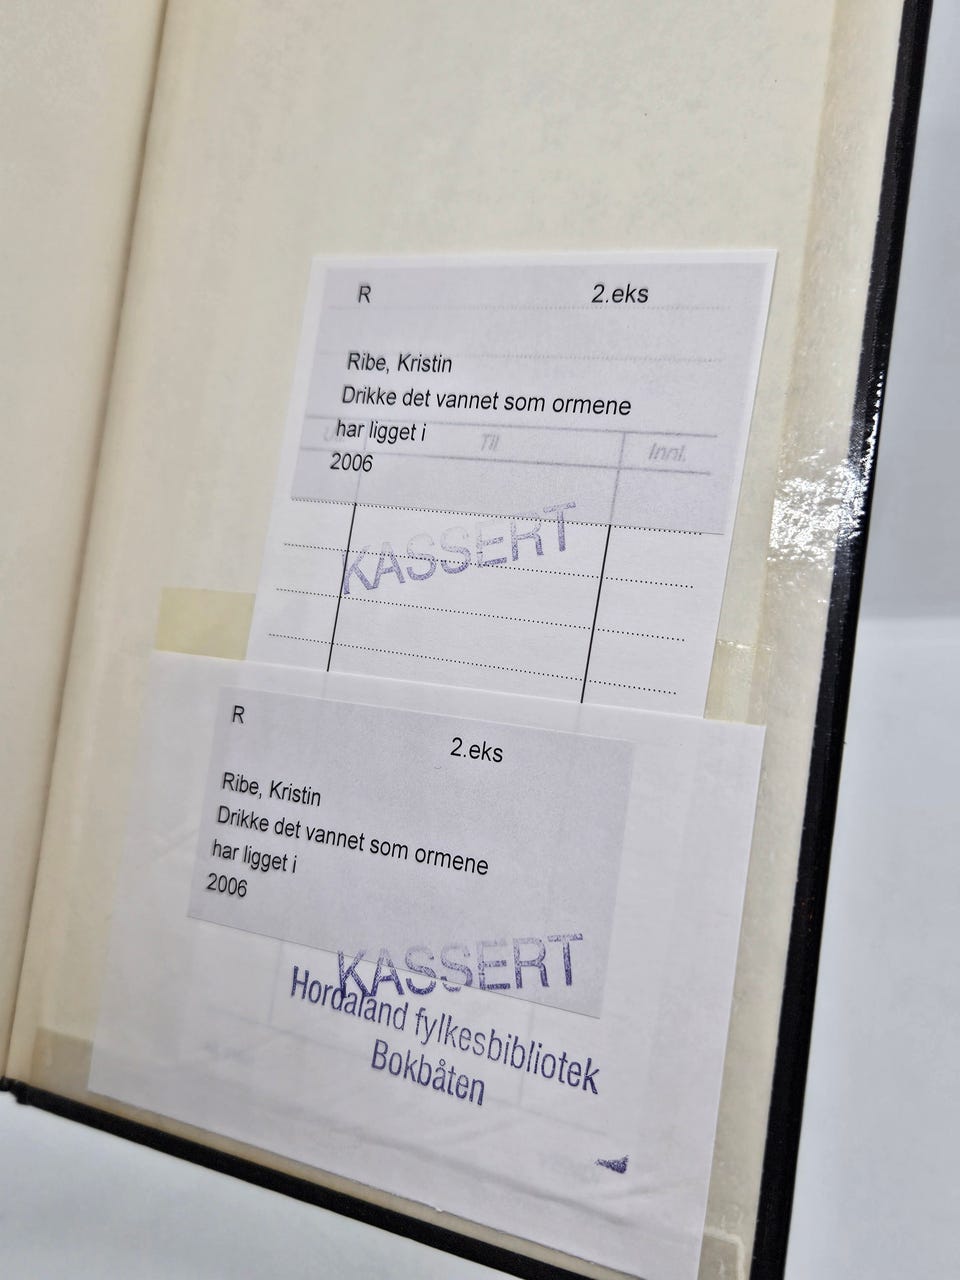 R 2.eks
Ribe, Kristin
Drikke det vannet som ormene
har ligget i
2006
Til Innl.
KASSERT
R 2.eks
Ribe, Kristin
Drikke det vannet som ormene
har ligget i
2006
KASSERT
Hordaland fylkesbibliotek
Bokbåten